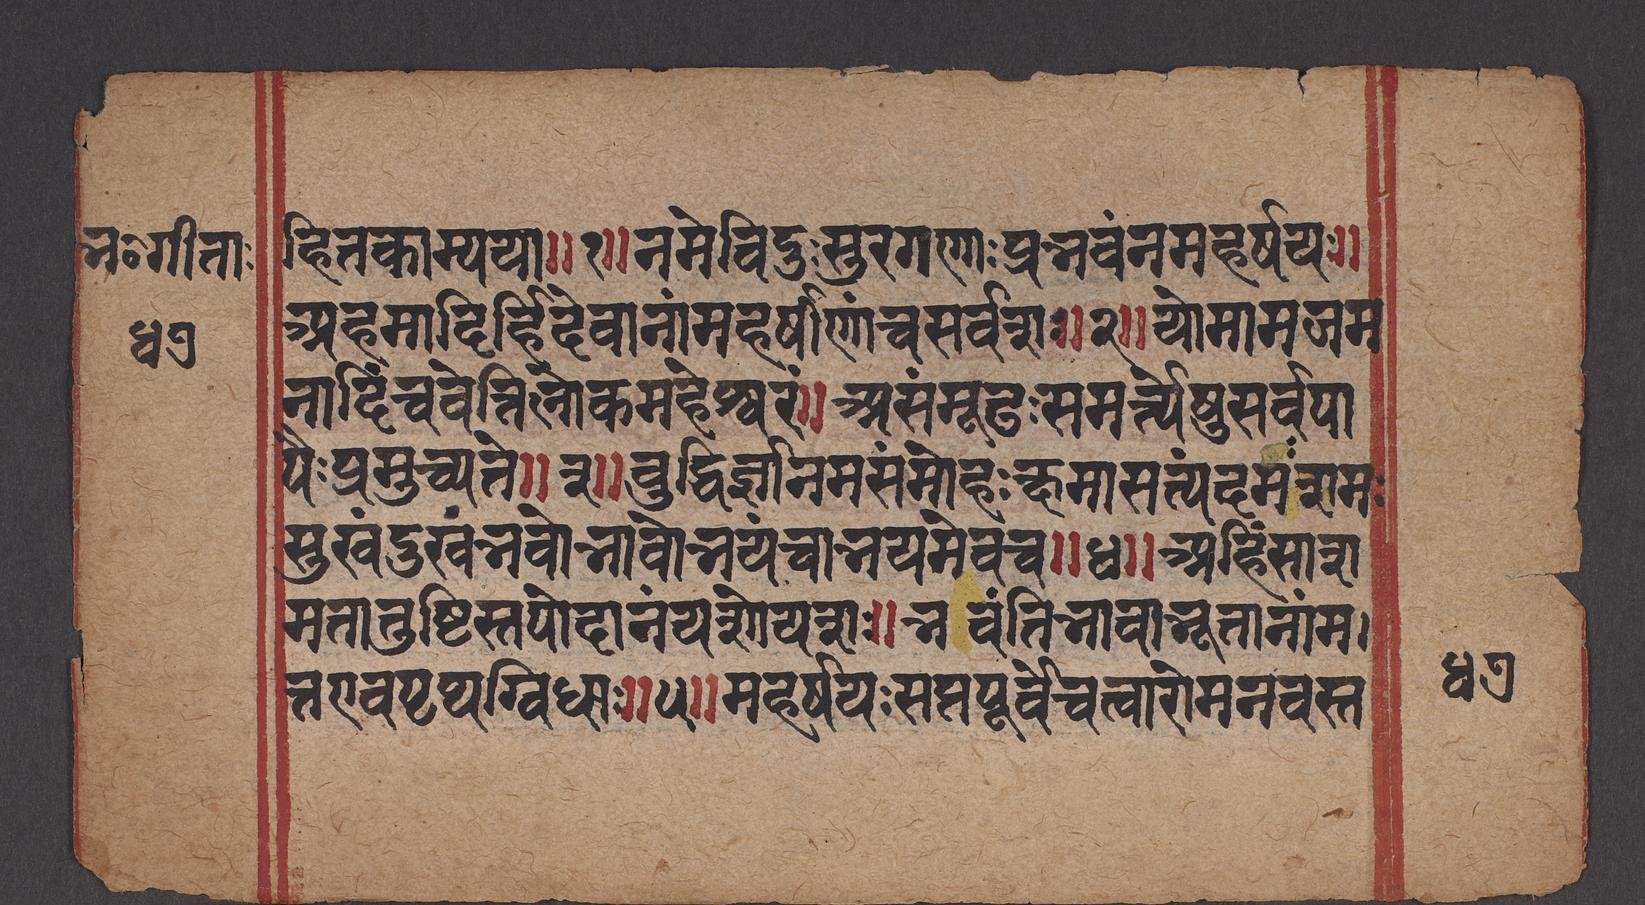 भ॰गीताः
४९
हितकाम्यया॥ १॥ नमेविदुःसुरगणाःप्रभवंनमहर्षयः॥
अहमादिर्हिदेवानांमहर्षीणांचसर्वशः॥२॥ योमामजम
नादिंचवेत्तिलोकमहेश्वरं॥ असंमूढःसमर्त्येषुसर्वपा
पैःप्रमुच्यते॥ ३॥ बुद्धिर्ज्ञानमसंमोहःक्षमासत्यंदमंशमः
सुखंदुखंभवोभावोभयंचाभयमेवच॥४॥ अहिंसाश
मतातुष्टिस्तपोदानंयशोयशः॥ भवंतिभावाभूतानांम।
त्तएवपृथग्विधाः॥५॥ महर्षयःसप्तपूर्वेचत्वारोमनवस्त
४९